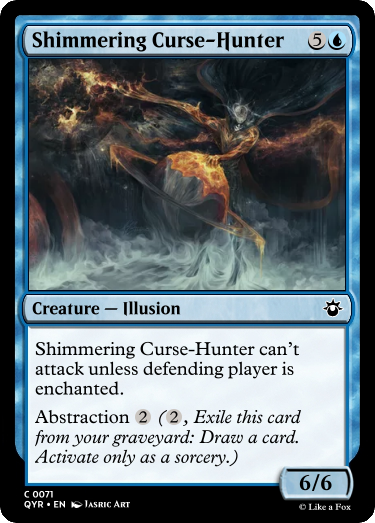 Shimmering Curse-Hunter 5
Creature — Illusion
Shimmering Curse-Hunter can't
attack unless defending player is
enchanted.
Abstraction 2 (2, Exile this card
from your graveyard: Draw a card.
Activate only as a sorcery.)
6/6
C 0071
QYR • EN Jasric Art
© Like a Fox